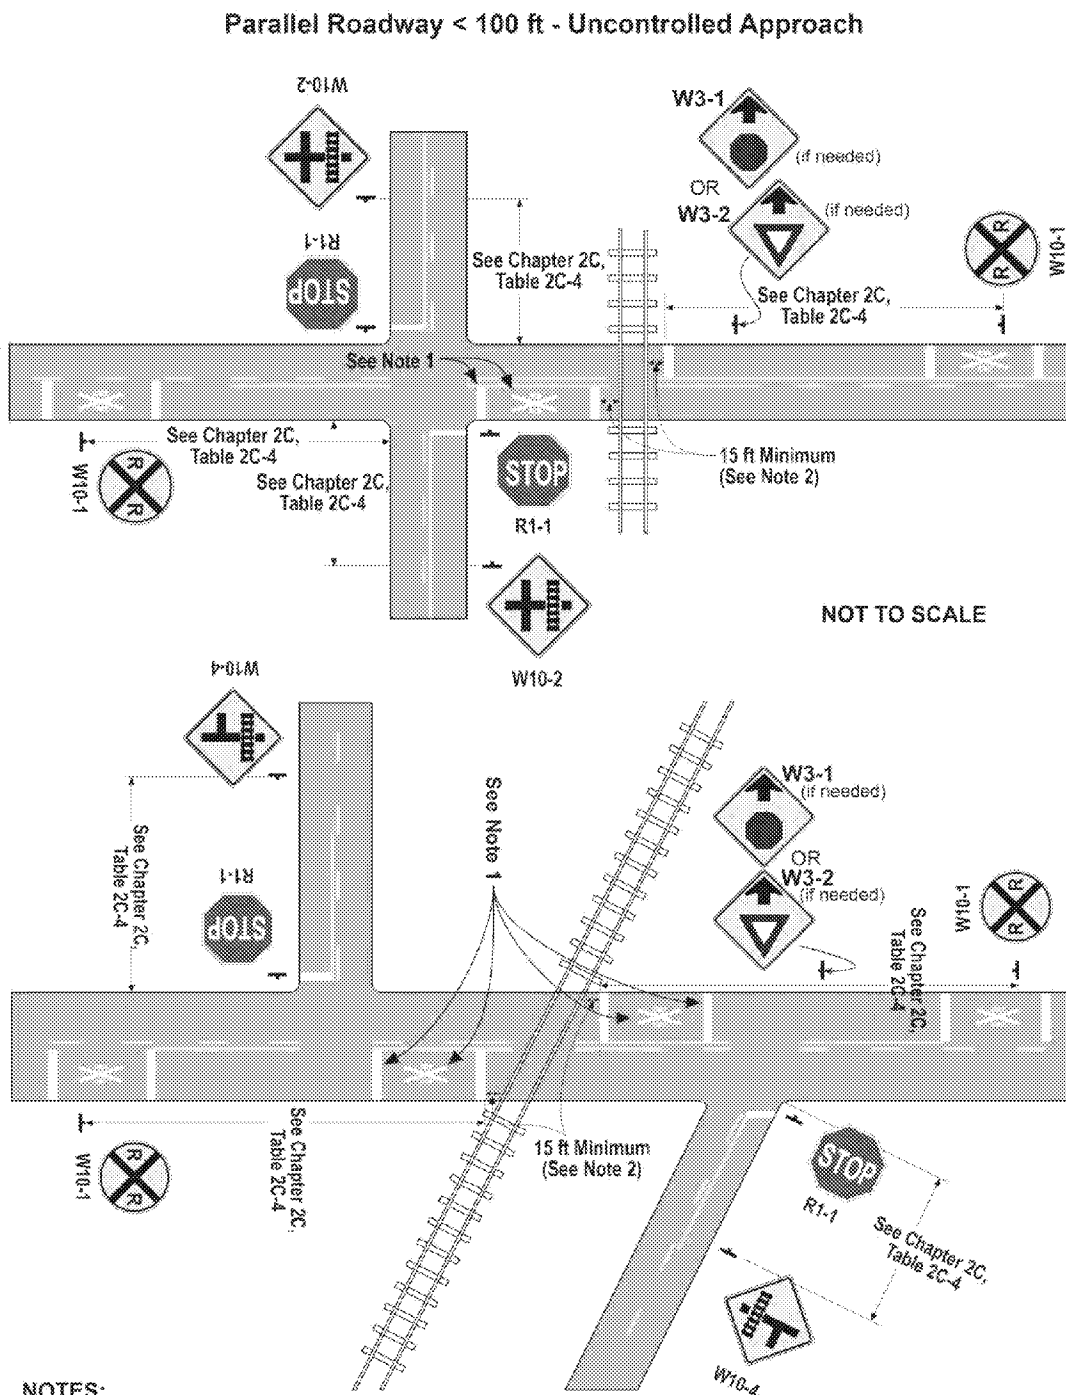 Parallel Roadway < 100 ft - Uncontrolled Approach
W10-2
W3-1
(if needed)
OR
W3-2
(if needed)
R
R
W10-1
R1-1
STOP
See Chapter 2C,
Table 2C-4
See Chapter 2C,
Table 2C-4
See Note 1
See Chapter 2C,
Table 2C-4
See Chapter 2C,
Table 2C-4
W10-1
R
R
STOP
R1-1
15 ft Minimum
(See Note 2)
W10-2
NOT TO SCALE
W10-4
See Note 1
W3-1
(if needed)
OR
W3-2
(if needed)
See Chapter 2C,
Table 2C-4
R1-1
STOP
See Chapter 2C,
Table 2C-4
W10-1
R
R
W10-1
R
R
See Chapter 2C,
Table 2C-4
15 ft Minimum
(See Note 2)
STOP
R1-1
See Chapter 2C,
Table 2C-4
W10-4
NOTES: